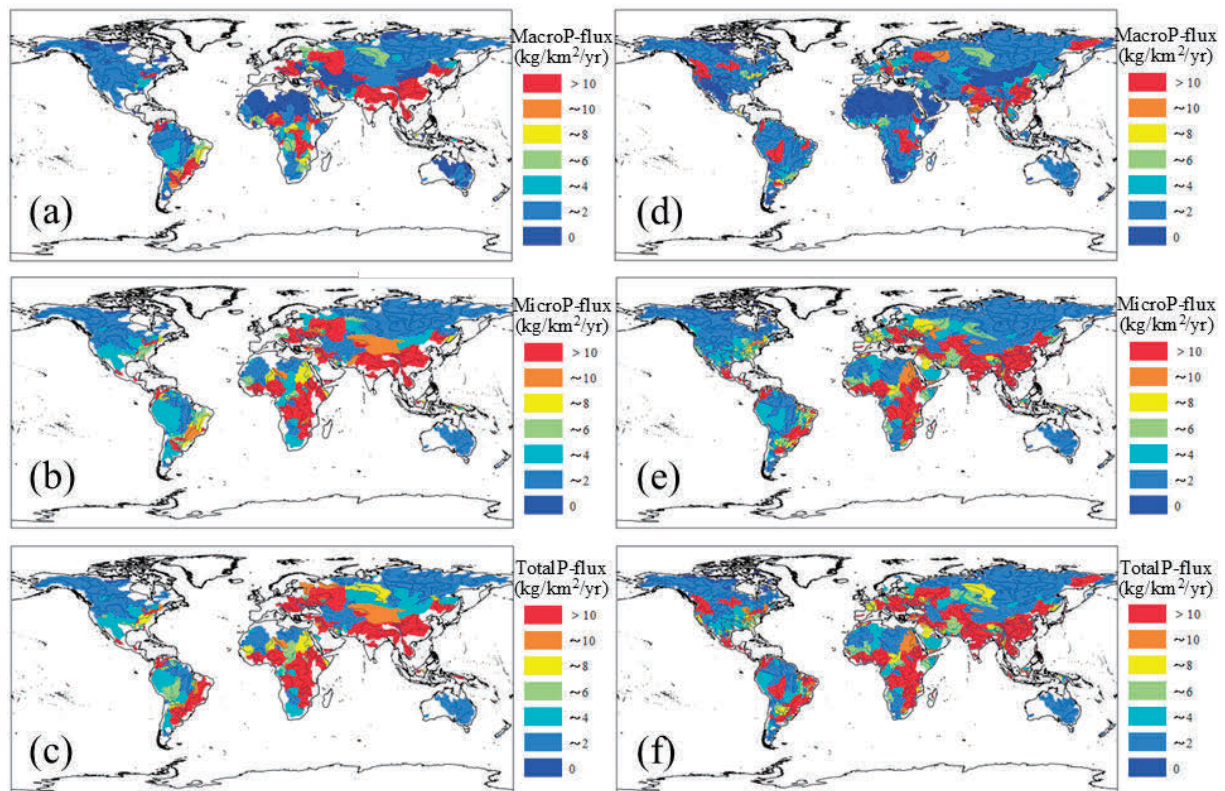 MacroP-flux
(kg/km²/yr)
> 10
~10
~8
~6
~4
~2
0
(a)
MacroP-flux
(kg/km²/yr)
> 10
~10
~8
~6
~4
~2
0
(d)
MicroP-flux
(kg/km²/yr)
> 10
~10
~8
~6
~4
~2
0
(b)
MicroP-flux
(kg/km²/yr)
> 10
~10
~8
~6
~4
~2
0
(e)
TotalP-flux
(kg/km²/yr)
> 10
~10
~8
~6
~4
~2
0
(c)
TotalP-flux
(kg/km²/yr)
> 10
~10
~8
~6
~4
~2
0
(f)